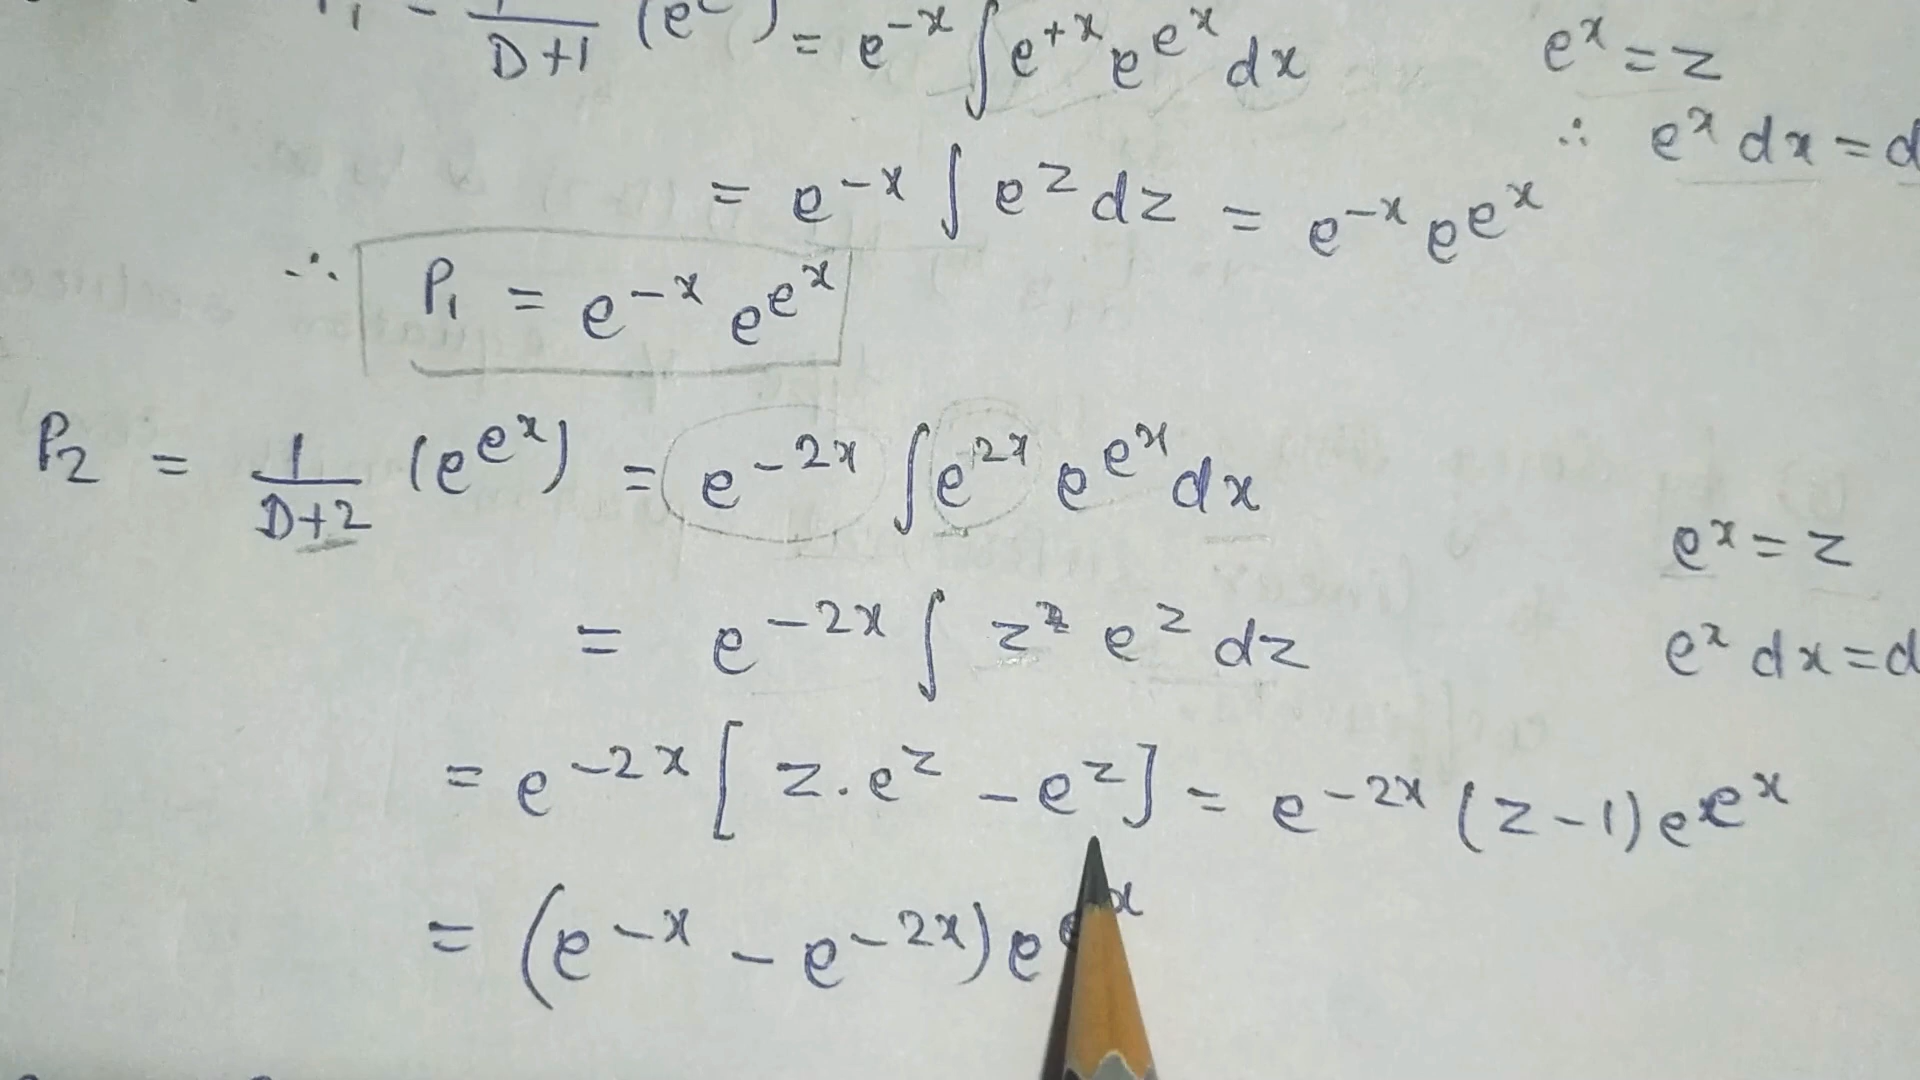 1/(D+1) (e = e^{-x} ∫ e^{+x} e^{e^x} dx
e^x = z
∴ e^x dx = d
= e^{-x} ∫ e^z dz = e^{-x} e^{e^x}
∴ P₁ = e^{-x} e^{e^x}
P₂ = 1/(D+2) (e^{e^x}) = e^{-2x} ∫ e^{2x} e^{e^x} dx
e^x = z
= e^{-2x} ∫ z e^z dz
e^x dx = d
= e^{-2x} [ z . e^z - e^z ] = e^{-2x} (z-1) e^{e^x}
= (e^{-x} - e^{-2x}) e^{e^x}